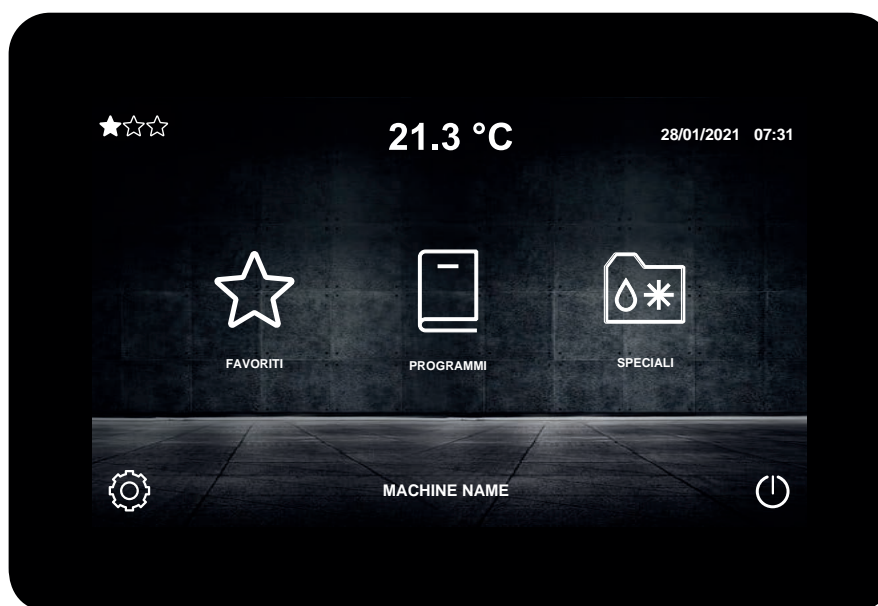 21.3 °C
28/01/2021 07:31
FAVORITI
PROGRAMMI
SPECIALI
MACHINE NAME